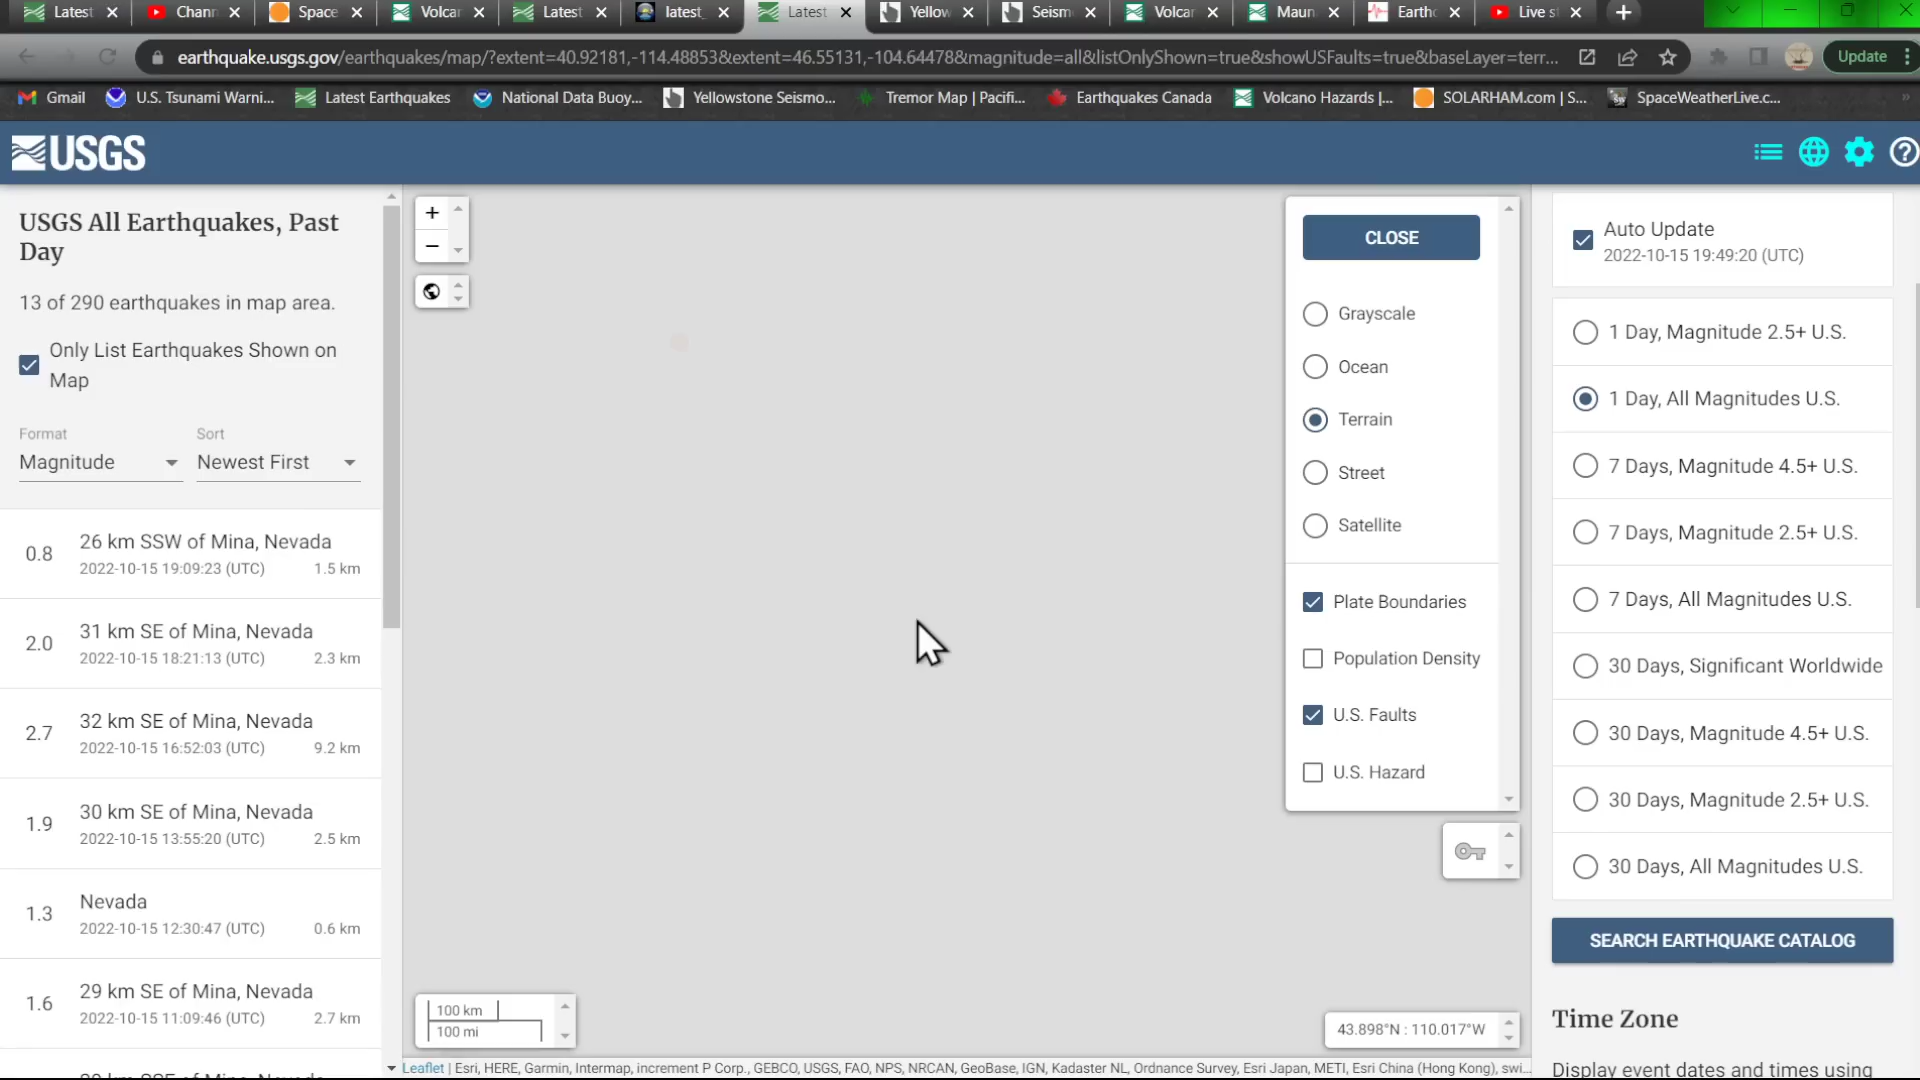 Latest
Chann
Space
Volcan
Latest
latest_
Latest
Yellow
Seism
Volcan
Mauna
Earthq
Live st
earthquake.usgs.gov/earthquakes/map/?extent=40.92181,-114.48853&extent=46.55131,-104.64478&magnitude=all&listOnlyShown=true&showUSFaults=true&baseLayer=terr...
Update
Gmail
U.S. Tsunami Warni...
Latest Earthquakes
National Data Buoy...
Yellowstone Seismo...
Tremor Map | Pacifi...
Earthquakes Canada
Volcano Hazards |...
SOLARHAM.com | S...
SpaceWeatherLive.c...
USGS
USGS All Earthquakes, Past
Day
13 of 290 earthquakes in map area.
Only List Earthquakes Shown on
Map
Format
Sort
Magnitude
Newest First
0.8
26 km SSW of Mina, Nevada
2022-10-15 19:09:23 (UTC)
1.5 km
2.0
31 km SE of Mina, Nevada
2022-10-15 18:21:13 (UTC)
2.3 km
2.7
32 km SE of Mina, Nevada
2022-10-15 16:52:03 (UTC)
9.2 km
1.9
30 km SE of Mina, Nevada
2022-10-15 13:55:20 (UTC)
2.5 km
1.3
Nevada
2022-10-15 12:30:47 (UTC)
0.6 km
1.6
29 km SE of Mina, Nevada
2022-10-15 11:09:46 (UTC)
2.7 km
+
−
100 km
100 mi
CLOSE
Grayscale
Ocean
Terrain
Street
Satellite
Plate Boundaries
Population Density
U.S. Faults
U.S. Hazard
43.898°N : 110.017°W
Leaflet | Esri, HERE, Garmin, Intermap, increment P Corp., GEBCO, USGS, FAO, NPS, NRCAN, GeoBase, IGN, Kadaster NL, Ordnance Survey, Esri Japan, METI, Esri China (Hong Kong), swi...
Auto Update
2022-10-15 19:49:20 (UTC)
1 Day, Magnitude 2.5+ U.S.
1 Day, All Magnitudes U.S.
7 Days, Magnitude 4.5+ U.S.
7 Days, Magnitude 2.5+ U.S.
7 Days, All Magnitudes U.S.
30 Days, Significant Worldwide
30 Days, Magnitude 4.5+ U.S.
30 Days, Magnitude 2.5+ U.S.
30 Days, All Magnitudes U.S.
SEARCH EARTHQUAKE CATALOG
Time Zone
Display event dates and times using